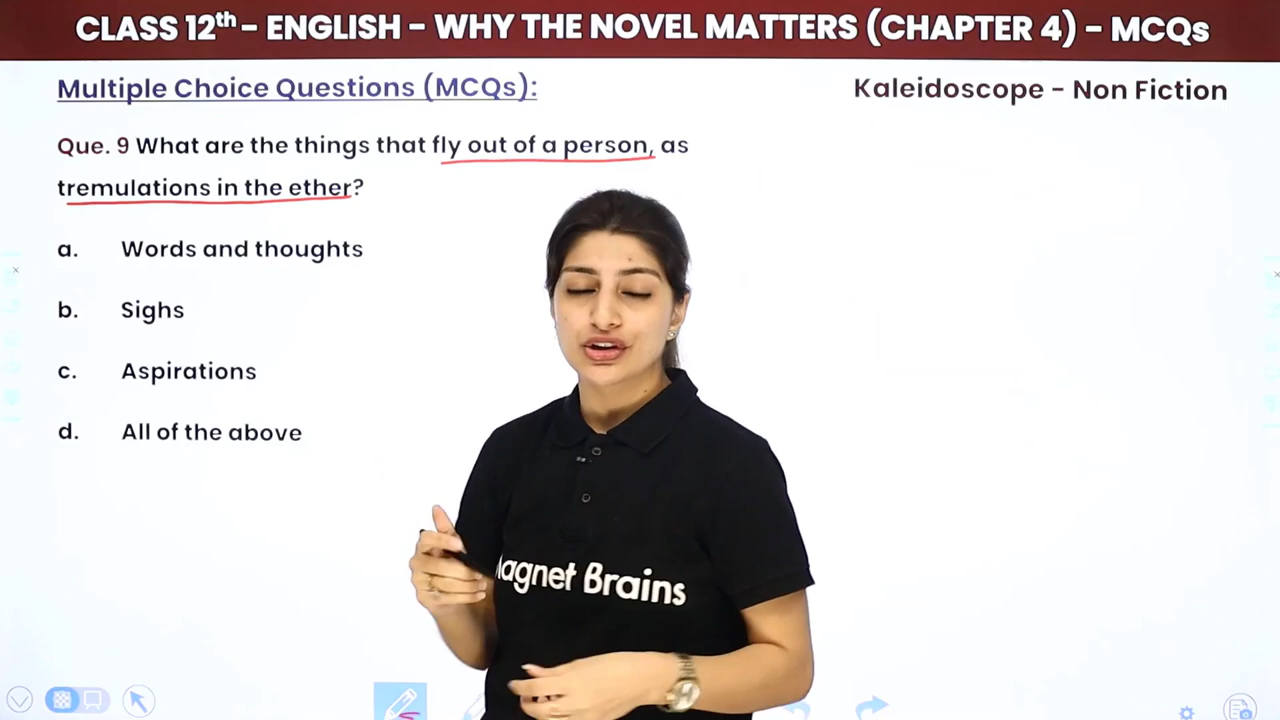 CLASS 12th - ENGLISH - WHY THE NOVEL MATTERS (CHAPTER 4) - MCQs
Multiple Choice Questions (MCQs):
Kaleidoscope - Non Fiction
Que. 9 What are the things that fly out of a person, as
tremulations in the ether?
a. Words and thoughts
b. Sighs
c. Aspirations
d. All of the above
Magnet Brains